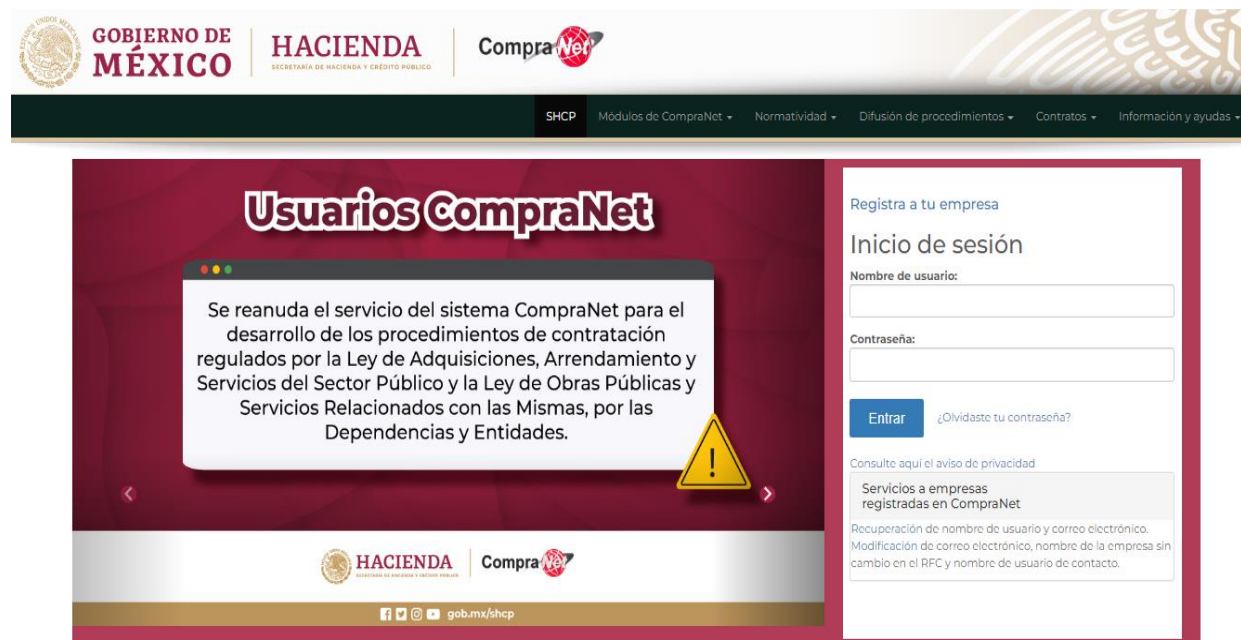 GOBIERNO DE
MÉXICO
HACIENDA
SECRETARÍA DE HACIENDA Y CRÉDITO PÚBLICO
CompraNet
SHCP
Módulos de CompraNet
Normatividad
Difusión de procedimientos
Contratos
Información y ayudas
Usuarios CompraNet
Se reanuda el servicio del sistema CompraNet para el
desarrollo de los procedimientos de contratación
regulados por la Ley de Adquisiciones, Arrendamiento y
Servicios del Sector Público y la Ley de Obras Públicas y
Servicios Relacionados con las Mismas, por las
Dependencias y Entidades.
!
HACIENDA
SECRETARÍA DE HACIENDA Y CRÉDITO PÚBLICO
CompraNet
gob.mx/shcp
Registra a tu empresa
Inicio de sesión
Nombre de usuario:
Contraseña:
Entrar
¿Olvidaste tu contraseña?
Consulte aquí el aviso de privacidad
Servicios a empresas
registradas en CompraNet
Recuperación de nombre de usuario y correo electrónico.
Modificación de correo electrónico, nombre de la empresa sin
cambio en el RFC y nombre de usuario de contacto.